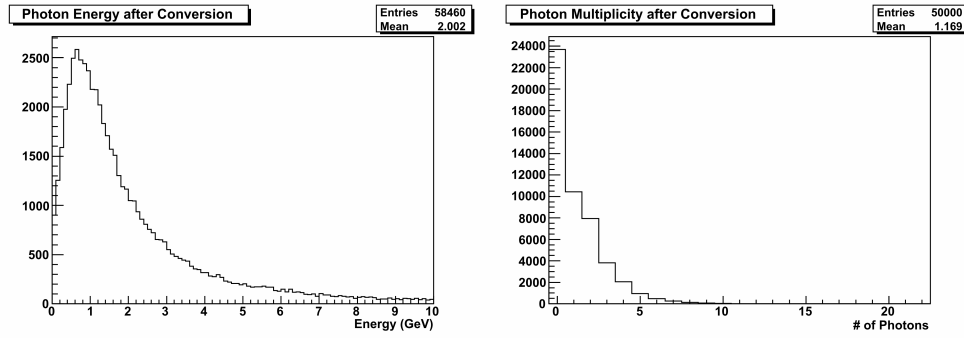 Photon Energy after Conversion
Entries 58460
Mean 2.002
2500
2000
1500
1000
500
0
0 1 2 3 4 5 6 7 8 9 10
Energy (GeV)
Photon Multiplicity after Conversion
Entries 50000
Mean 1.169
24000
22000
20000
18000
16000
14000
12000
10000
8000
6000
4000
2000
0
0 5 10 15 20
# of Photons